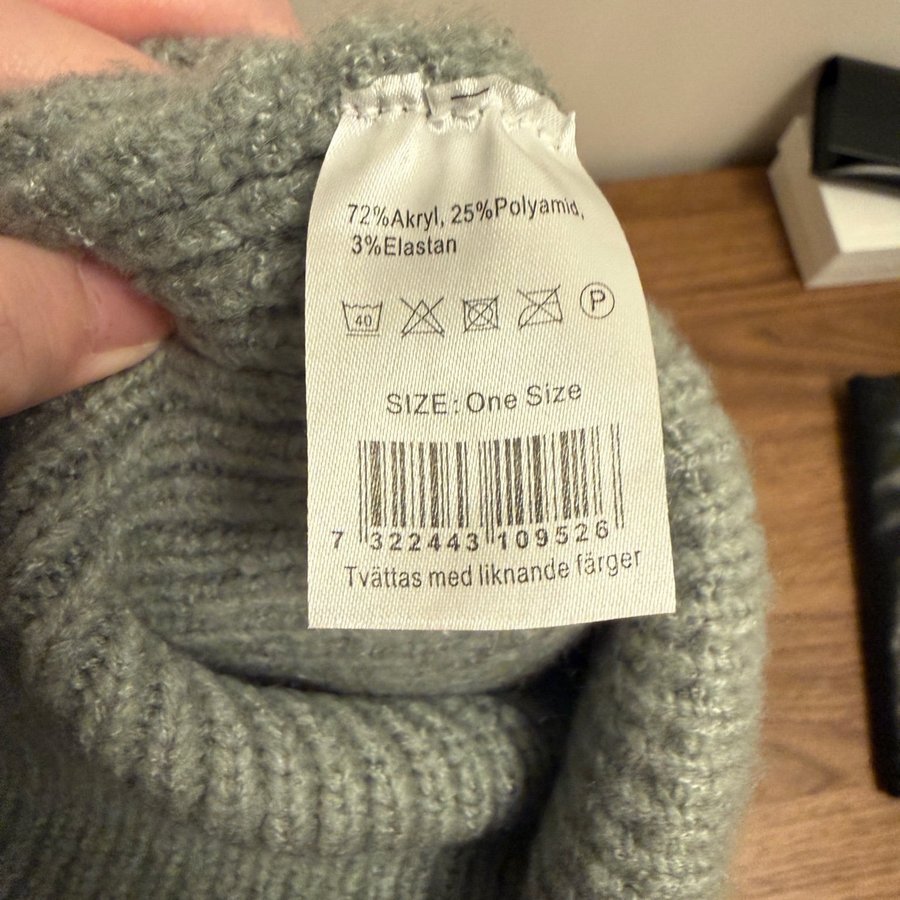 72%Akryl, 25%Polyamid,
3%Elastan
40 P
SIZE: One Size
7 322443 109526
Tvättas med liknande färger